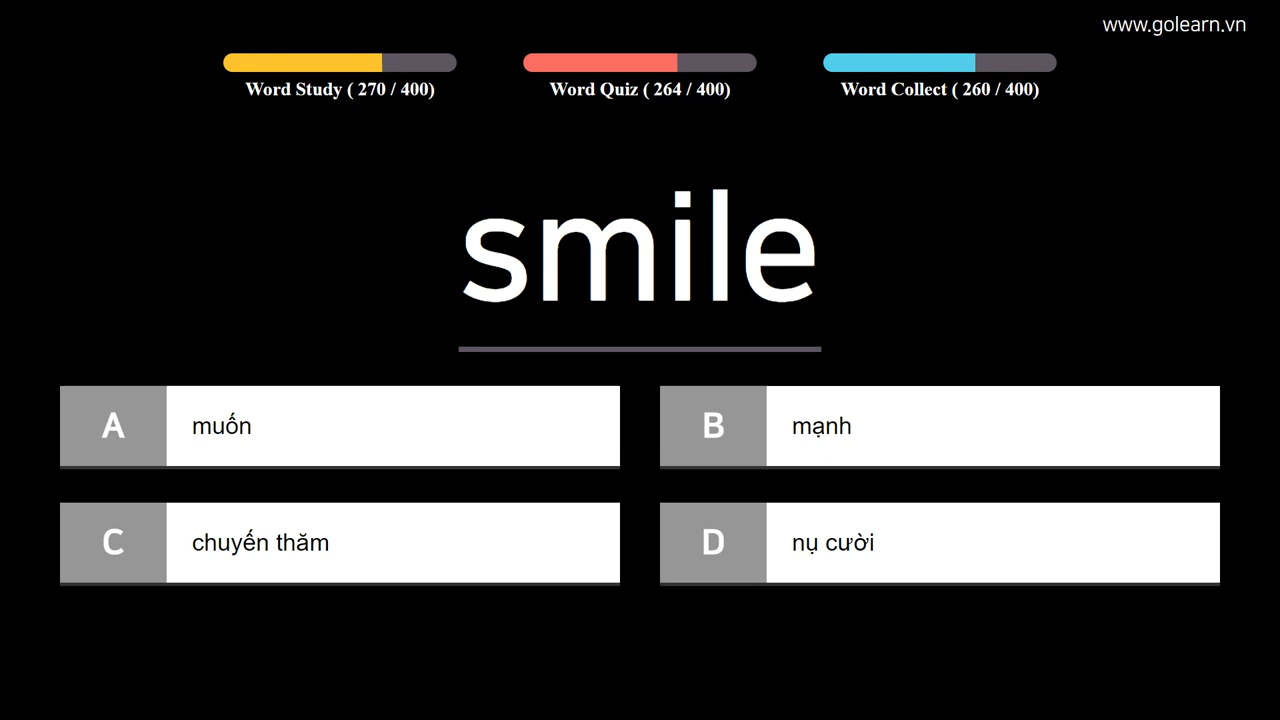 www.golearn.vn
Word Study ( 270 / 400)
Word Quiz ( 264 / 400)
Word Collect ( 260 / 400)
smile
A muốn
B mạnh
C chuyến thăm
D nụ cười